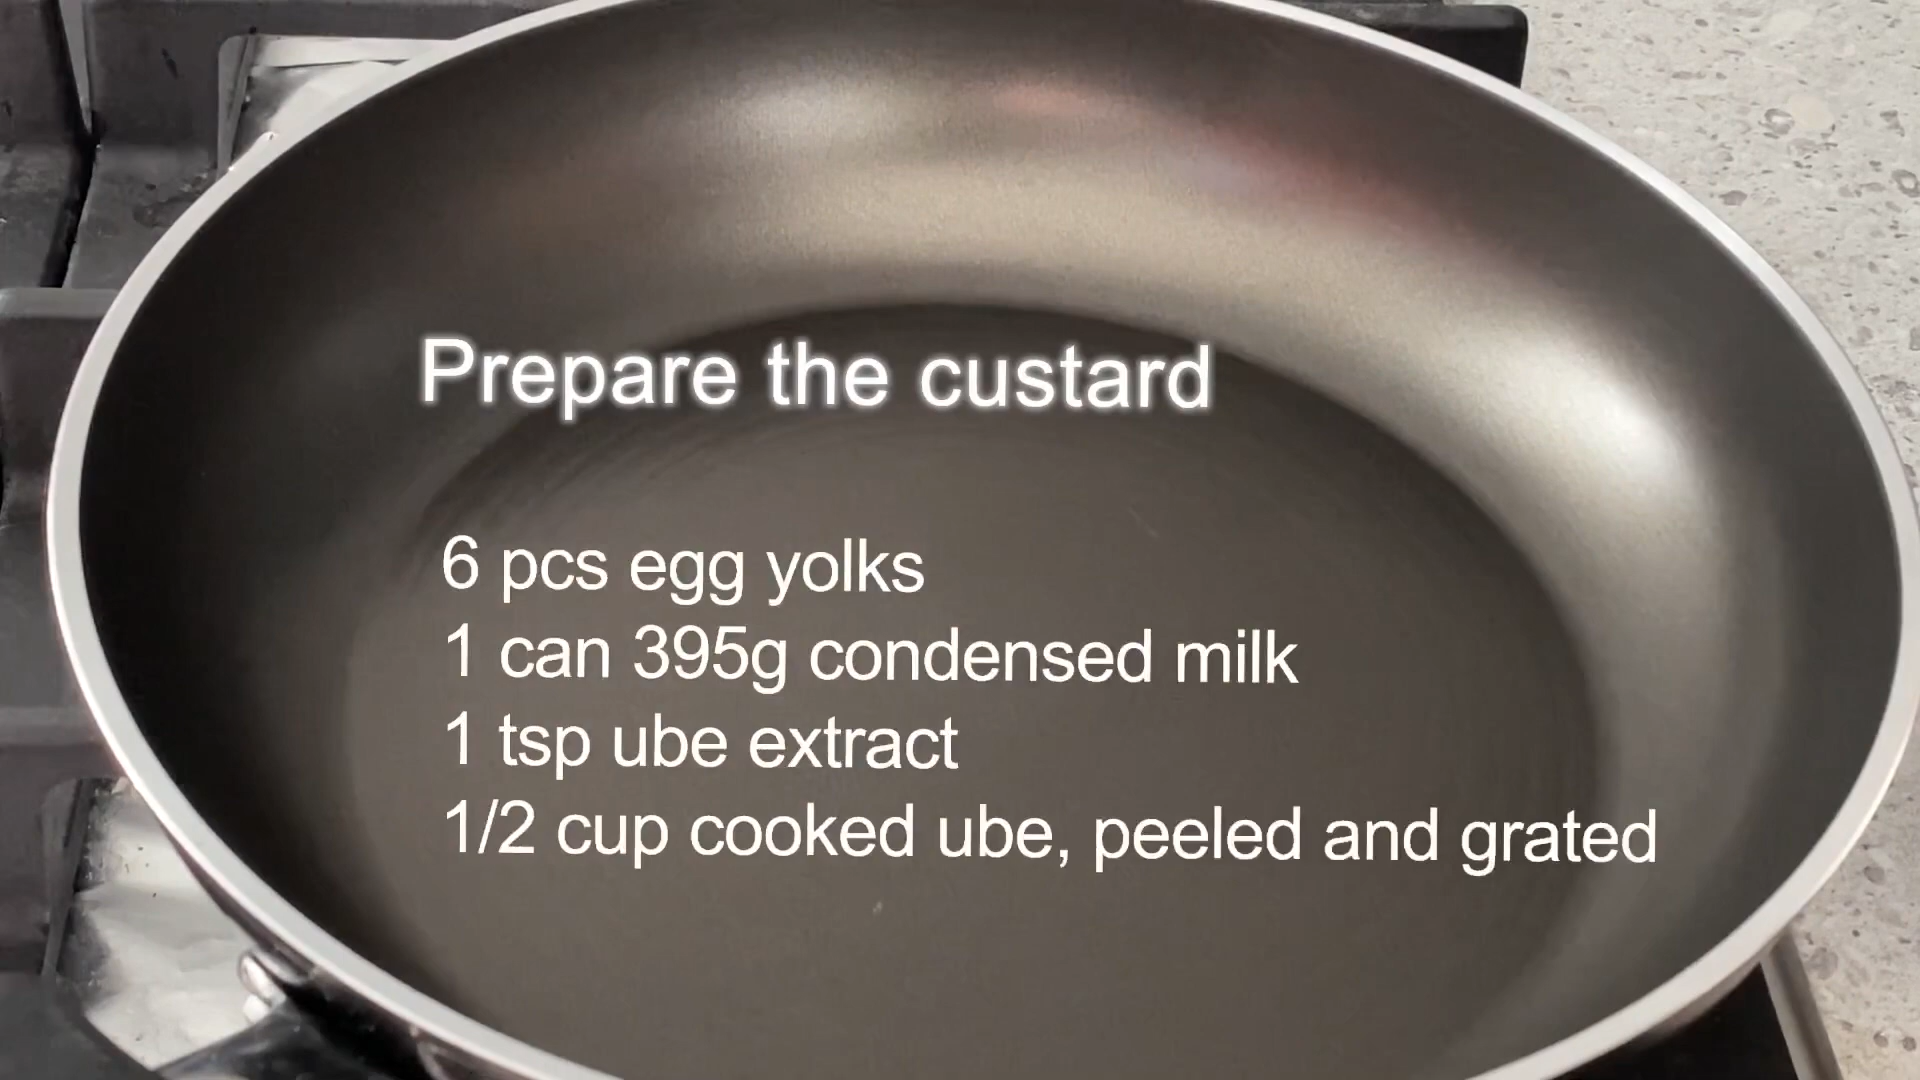 Prepare the custard
6 pcs egg yolks
1 can 395g condensed milk
1 tsp ube extract
1/2 cup cooked ube, peeled and grated